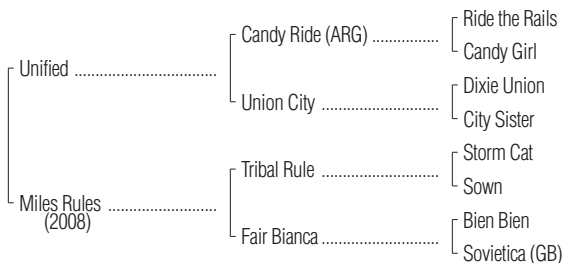 Ride the Rails
Candy Ride (ARG) ................
Candy Girl
Unified ..................................
Dixie Union
Union City ............................
City Sister
Storm Cat
Tribal Rule ............................
Sown
Miles Rules ..........................
(2008)
Bien Bien
Fair Bianca ............................
Sovietica (GB)